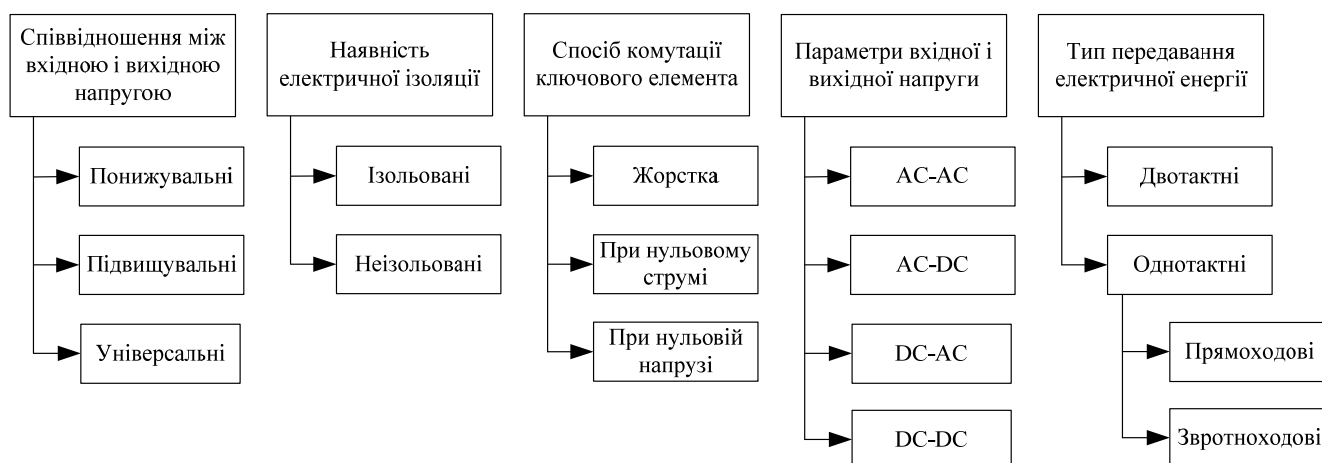 Співвідношення між
вхідною і вихідною
напругою
Понижувальні
Підвищувальні
Універсальні
Наявність
електричної ізоляції
Ізольовані
Неізольовані
Спосіб комутації
ключового елемента
Жорстка
При нульовому
струмі
При нульовій
напрузі
Параметри вхідної і
вихідної напруги
AC-AC
AC-DC
DC-AC
DC-DC
Тип передавання
електричної енергії
Двотактні
Однотактні
Прямоходові
Звротноходові